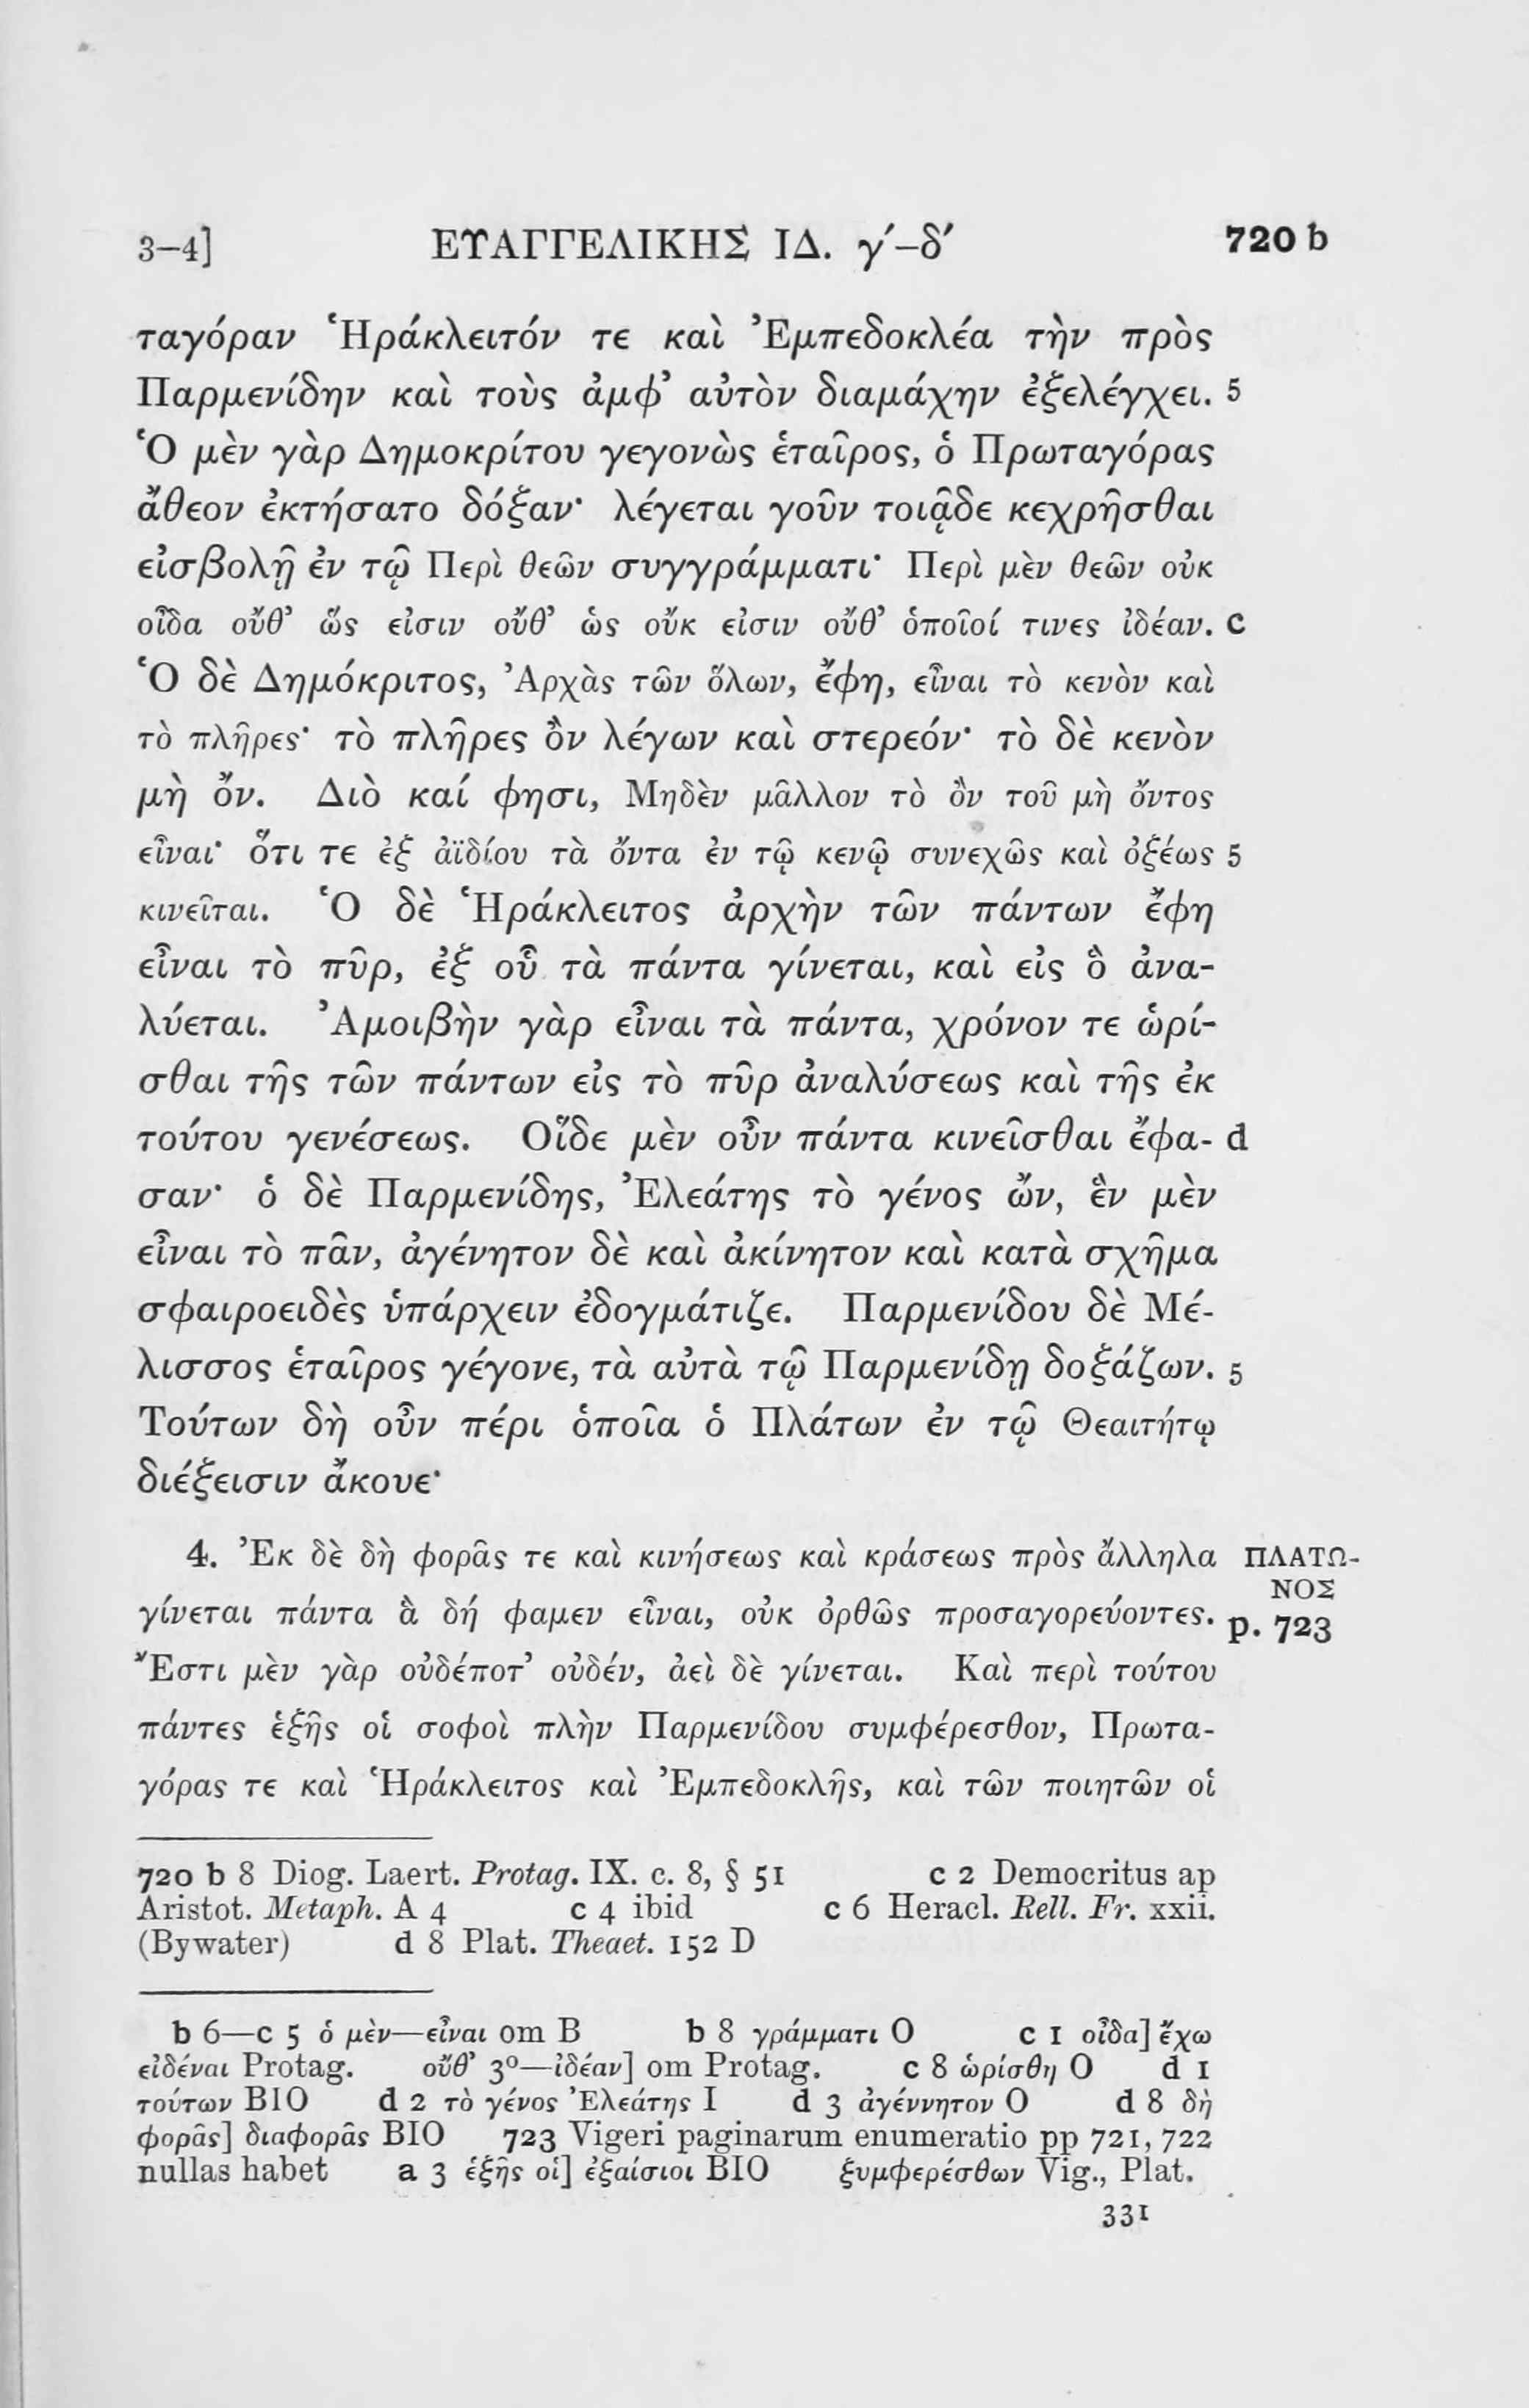 3–4] ΕΥΑΓΓΕΛΙΚΗΣ ΙΔ. γ′–δ′ 720 b
ταγόραν Ἡράκλειτόν τε καὶ Ἐμπεδοκλέα τὴν πρὸς
Παρμενίδην καὶ τοὺς ἀμφ’ αὐτὸν διαμάχην ἐξελέγχει. 5
Ὁ μὲν γὰρ Δημοκρίτου γεγονὼς ἑταῖρος, ὁ Πρωταγόρας
ἄθεον ἐκτήσατο δόξαν· λέγεται γοῦν τοιᾷδε κεχρῆσθαι
εἰσβολῇ ἐν τῷ Περὶ θεῶν συγγράμματι· Περὶ μὲν θεῶν οὐκ
οἶδα οὔθ’ ὥς εἰσιν οὔθ’ ὡς οὔκ εἰσιν οὔθ’ ὁποῖοί τινες ἰδέαν. c
Ὁ δὲ Δημόκριτος, Ἀρχὰς τῶν ὅλων, ἔφη, εἶναι τὸ κενὸν καὶ
τὸ πλῆρες· τὸ πλῆρες ὂν λέγων καὶ στερεόν· τὸ δὲ κενὸν
μὴ ὄν. Διὸ καί φησι, Μηδὲν μᾶλλον τὸ ὂν τοῦ μὴ ὄντος
εἶναι· ὅτι τε ἐξ ἀϊδίου τὰ ὄντα ἐν τῷ κενῷ συνεχῶς καὶ ὀξέως 5
κινεῖται. Ὁ δὲ Ἡράκλειτος ἀρχὴν τῶν πάντων ἔφη
εἶναι τὸ πῦρ, ἐξ οὗ τὰ πάντα γίνεται, καὶ εἰς ὃ ἀνα-
λύεται. Ἀμοιβὴν γὰρ εἶναι τὰ πάντα, χρόνον τε ὡρί-
σθαι τῆς τῶν πάντων εἰς τὸ πῦρ ἀναλύσεως καὶ τῆς ἐκ
τούτου γενέσεως. Οἵδε μὲν οὖν πάντα κινεῖσθαι ἔφα- d
σαν· ὁ δὲ Παρμενίδης, Ἐλεάτης τὸ γένος ὤν, ἓν μὲν
εἶναι τὸ πᾶν, ἀγένητον δὲ καὶ ἀκίνητον καὶ κατὰ σχῆμα
σφαιροειδὲς ὑπάρχειν ἐδογμάτιζε. Παρμενίδου δὲ Μέ-
λισσος ἑταῖρος γέγονε, τὰ αὐτὰ τῷ Παρμενίδῃ δοξάζων. 5
Τούτων δὴ οὖν πέρι ὁποῖα ὁ Πλάτων ἐν τῷ Θεαιτήτῳ
διέξεισιν ἄκουε·
4. Ἐκ δὲ δὴ φορᾶς τε καὶ κινήσεως καὶ κράσεως πρὸς ἄλληλα ΠΛΑΤΩ-
ΝΟΣ
γίνεται πάντα ἃ δή φαμεν εἶναι, οὐκ ὀρθῶς προσαγορεύοντες. p. 723
Ἔστι μὲν γὰρ οὐδέποτ’ οὐδέν, ἀεὶ δὲ γίνεται. Καὶ περὶ τούτου
πάντες ἑξῆς οἱ σοφοὶ πλὴν Παρμενίδου συμφέρεσθον, Πρωτα-
γόρας τε καὶ Ἡράκλειτος καὶ Ἐμπεδοκλῆς, καὶ τῶν ποιητῶν οἱ
720 b 8 Diog. Laert. Protag. IX. c. 8, § 51 c 2 Democritus ap
Aristot. Metaph. A 4 c 4 ibid c 6 Heracl. Rell. Fr. xxii.
(Bywater) d 8 Plat. Theaet. 152 D
b 6—c 5 ὁ μὲν—εἶναι om B b 8 γράμματι O c 1 οἶδα] ἔχω
εἰδέναι Protag. οὔθ’ 3º—ἰδέαν] om Protag. c 8 ὡρίσθη O d 1
τούτων BIO d 2 τὸ γένος Ἐλεάτης I d 3 ἀγέννητον O d 8 δὴ
φορᾶς] διαφορᾶς BIO 723 Vigeri paginarum enumeratio pp 721, 722
nullas habet a 3 ἑξῆς οἱ] ἐξαίσιοι BIO ξυμφερέσθων Vig., Plat.
331